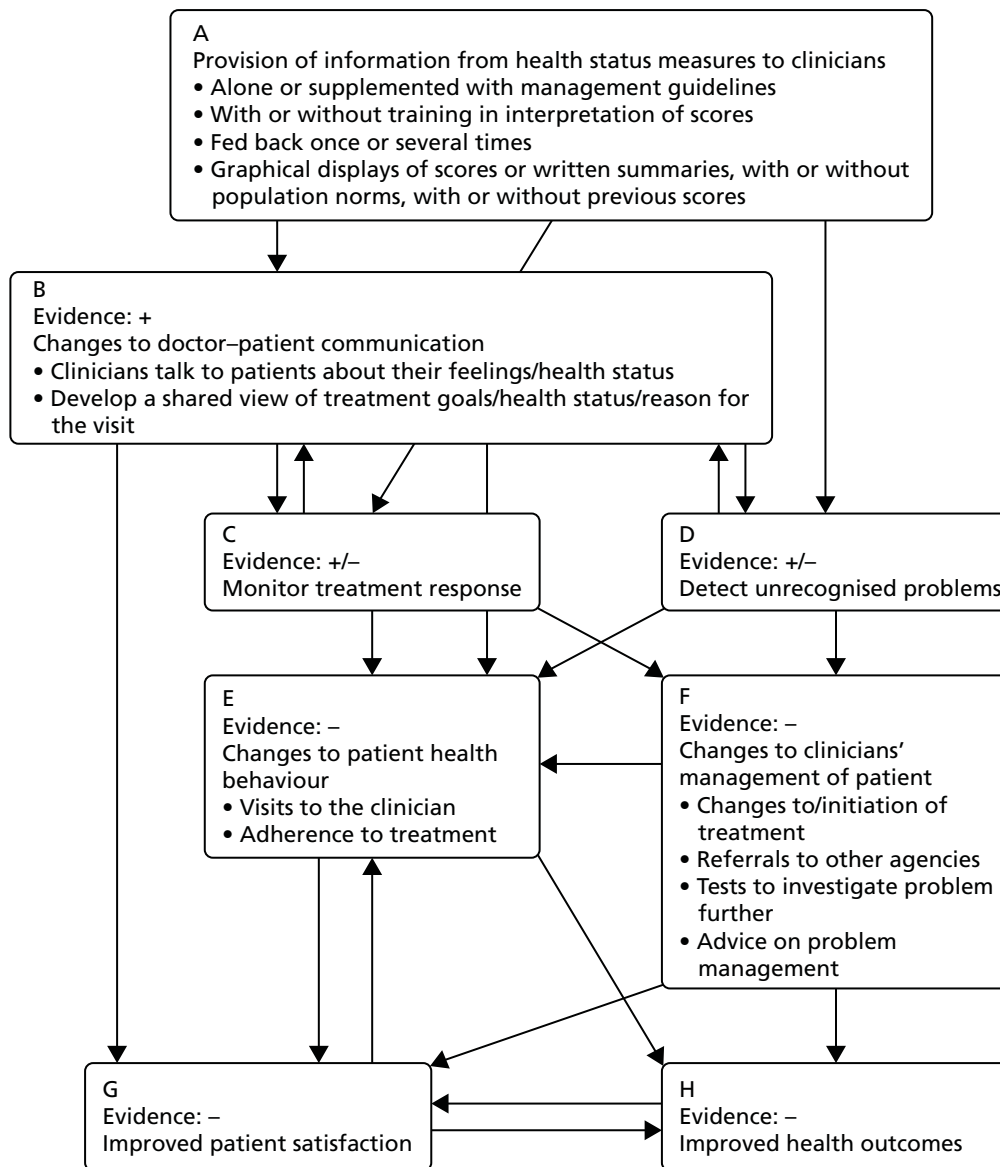 A
Provision of information from health status measures to clinicians
• Alone or supplemented with management guidelines
• With or without training in interpretation of scores
• Fed back once or several times
• Graphical displays of scores or written summaries, with or without
population norms, with or without previous scores
B
Evidence: +
Changes to doctor–patient communication
• Clinicians talk to patients about their feelings/health status
• Develop a shared view of treatment goals/health status/reason for
the visit
C
Evidence: +/–
Monitor treatment response
D
Evidence: +/–
Detect unrecognised problems
E
Evidence: –
Changes to patient health
behaviour
• Visits to the clinician
• Adherence to treatment
F
Evidence: –
Changes to clinicians’
management of patient
• Changes to/initiation of
treatment
• Referrals to other agencies
• Tests to investigate problem
further
• Advice on problem
management
G
Evidence: –
Improved patient satisfaction
H
Evidence: –
Improved health outcomes